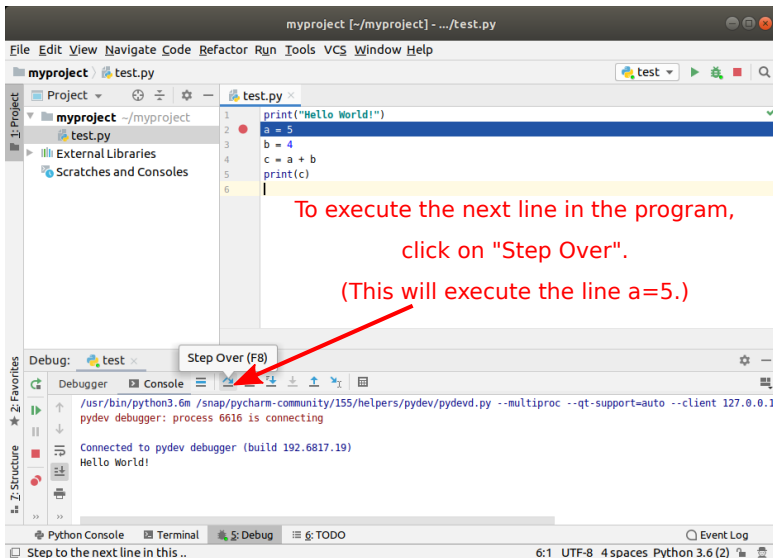 myproject [~/myproject] - .../test.py
File Edit View Navigate Code Refactor Run Tools VCS Window Help
myproject test.py
test
1: Project
Project
test.py
myproject ~/myproject
test.py
External Libraries
Scratches and Consoles
1 print("Hello World!")
2 a = 5
3 b = 4
4 c = a + b
5 print(c)
6
To execute the next line in the program,
click on "Step Over".
(This will execute the line a=5.)
Step Over (F8)
Debug: test
Debugger Console
/usr/bin/python3.6m /snap/pycharm-community/155/helpers/pydev/pydevd.py --multiproc --qt-support=auto --client 127.0.0.1
pydev debugger: process 6616 is connecting
Connected to pydev debugger (build 192.6817.19)
Hello World!
2: Favorites
7: Structure
Python Console Terminal 5: Debug 6: TODO Event Log
Step to the next line in this .. 6:1 UTF-8 4 spaces Python 3.6 (2)